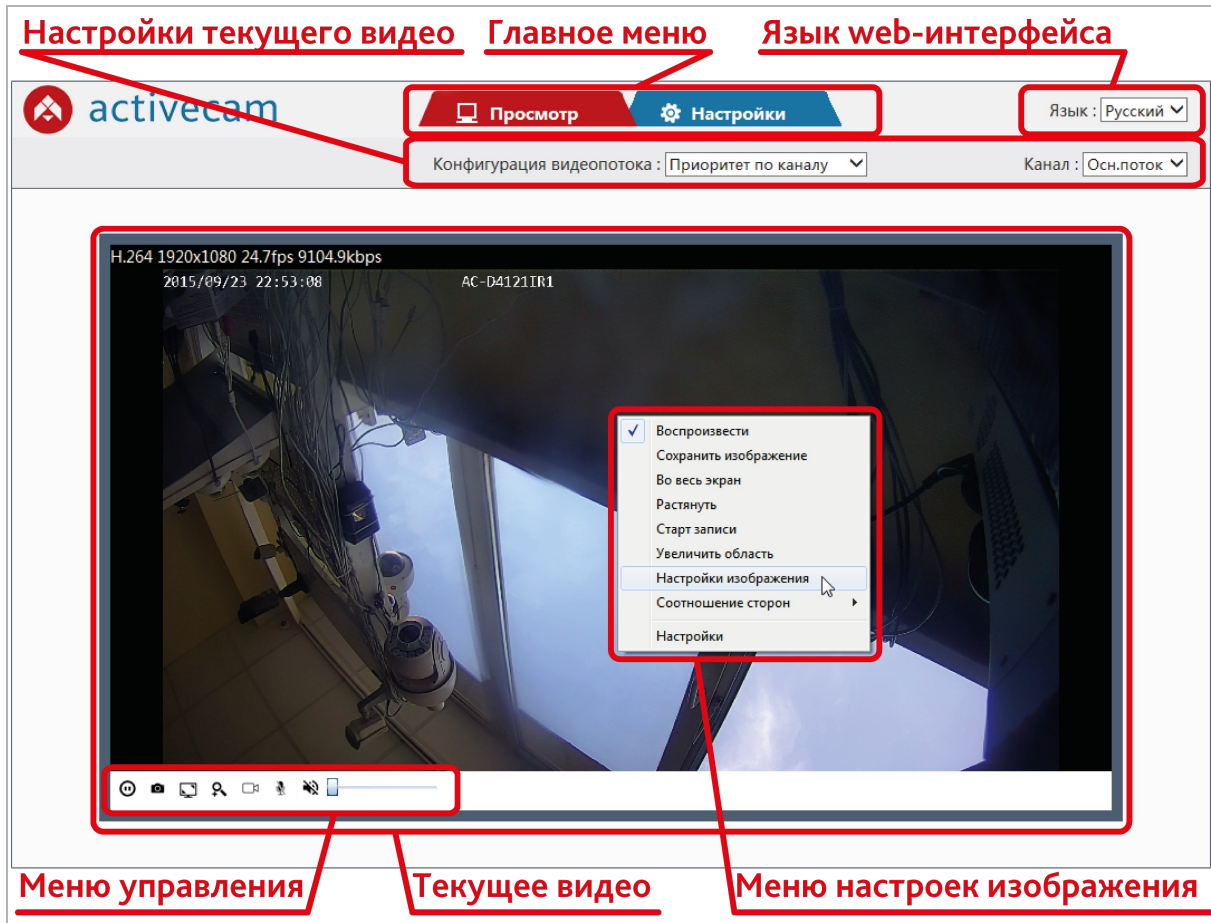 Настройки текущего видео Главное меню Язык web-интерфейса
activecam Просмотр Настройки Язык : Русский
Конфигурация видеопотока : Приоритет по каналу Канал : Осн.поток
H.264 1920x1080 24.7fps 9104.9kbps
2015/09/23 22:53:08 AC-D4121IR1
Воспроизвести
Сохранить изображение
Во весь экран
Растянуть
Старт записи
Увеличить область
Настройки изображения
Соотношение сторон
Настройки
Меню управления Текущее видео Меню настроек изображения